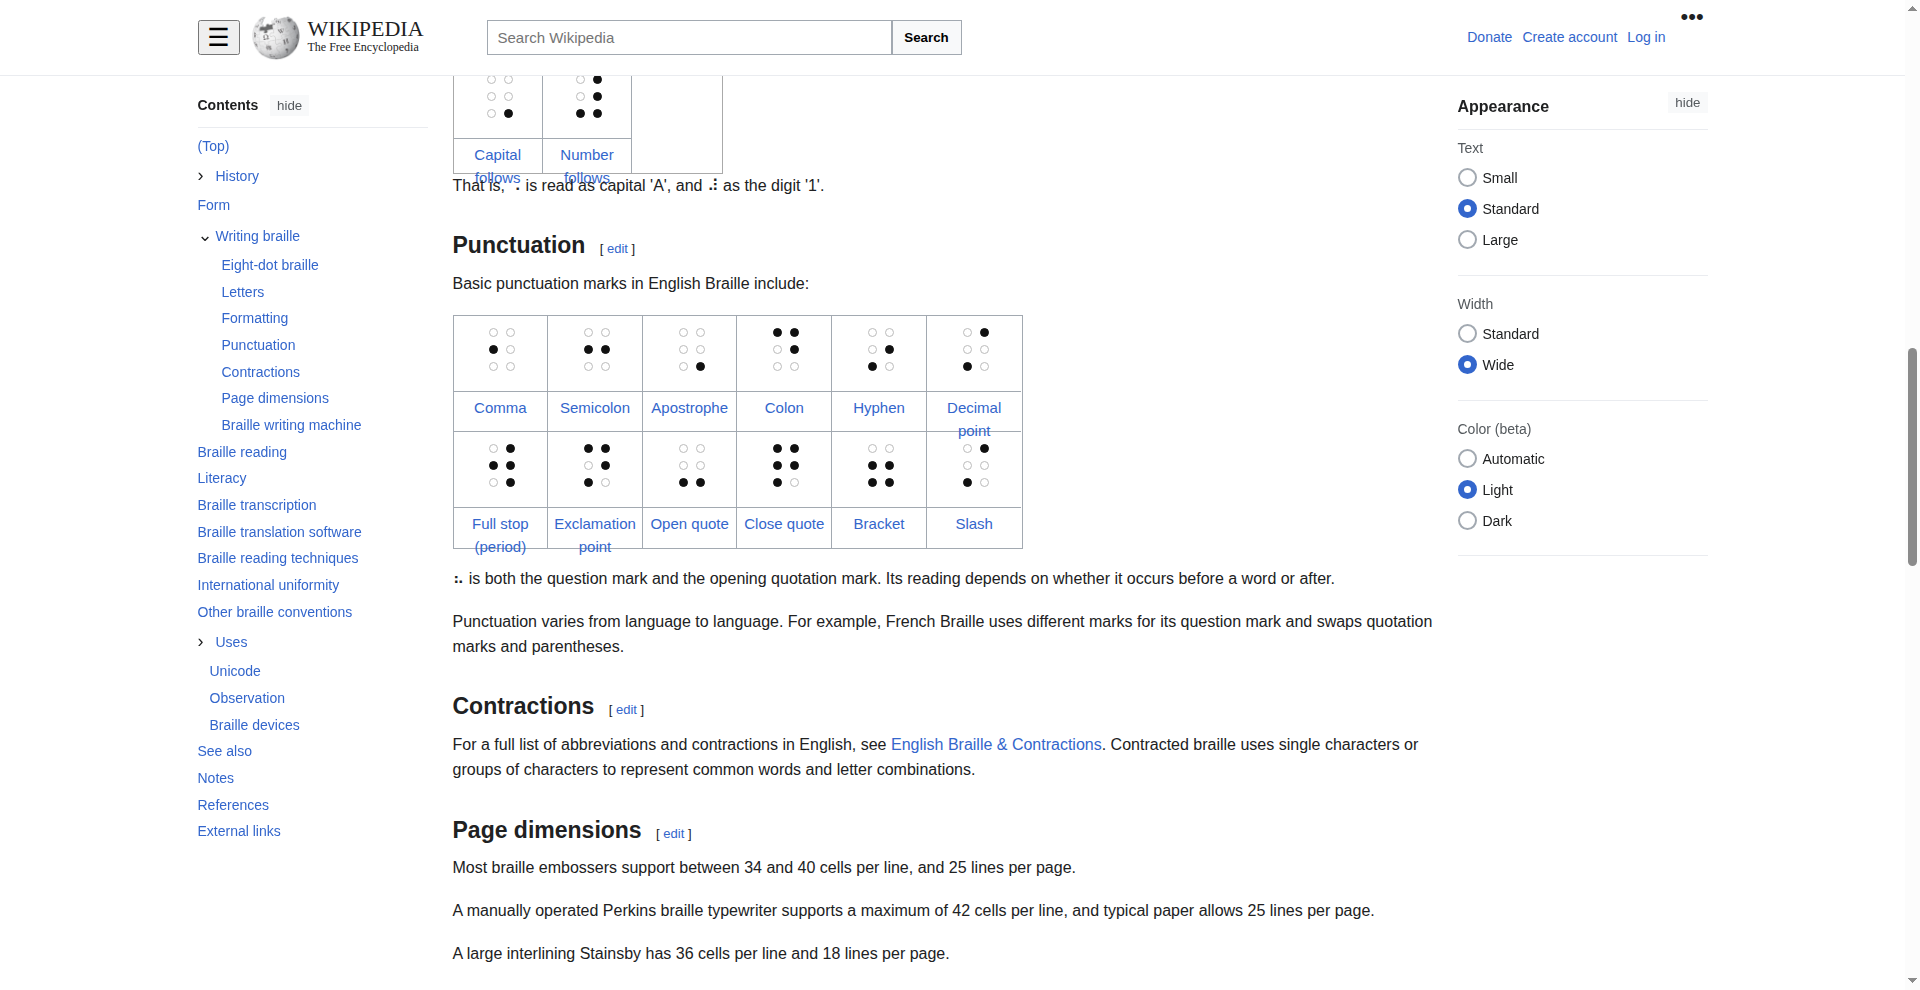 ☰ WIKIPEDIA
The Free Encyclopedia
Search Wikipedia
Search
Donate Create account Log in
•••
Contents hide
(Top)
History
Form
Writing braille
Eight-dot braille
Letters
Formatting
Punctuation
Contractions
Page dimensions
Braille writing machine
Braille reading
Literacy
Braille transcription
Braille translation software
Braille reading techniques
International uniformity
Other braille conventions
Uses
Unicode
Observation
Braille devices
See also
Notes
References
External links
Capital follows
Number follows
That is, ⠠ is read as capital 'A', and ⠼ as the digit '1'.
Punctuation [ edit ]
Basic punctuation marks in English Braille include:
Comma Semicolon Apostrophe Colon Hyphen Decimal point
Full stop (period) Exclamation point Open quote Close quote Bracket Slash
⠦ is both the question mark and the opening quotation mark. Its reading depends on whether it occurs before a word or after.
Punctuation varies from language to language. For example, French Braille uses different marks for its question mark and swaps quotation
marks and parentheses.
Contractions [ edit ]
For a full list of abbreviations and contractions in English, see English Braille & Contractions. Contracted braille uses single characters or
groups of characters to represent common words and letter combinations.
Page dimensions [ edit ]
Most braille embossers support between 34 and 40 cells per line, and 25 lines per page.
A manually operated Perkins braille typewriter supports a maximum of 42 cells per line, and typical paper allows 25 lines per page.
A large interlining Stainsby has 36 cells per line and 18 lines per page.
Appearance hide
Text
Small
Standard
Large
Width
Standard
Wide
Color (beta)
Automatic
Light
Dark